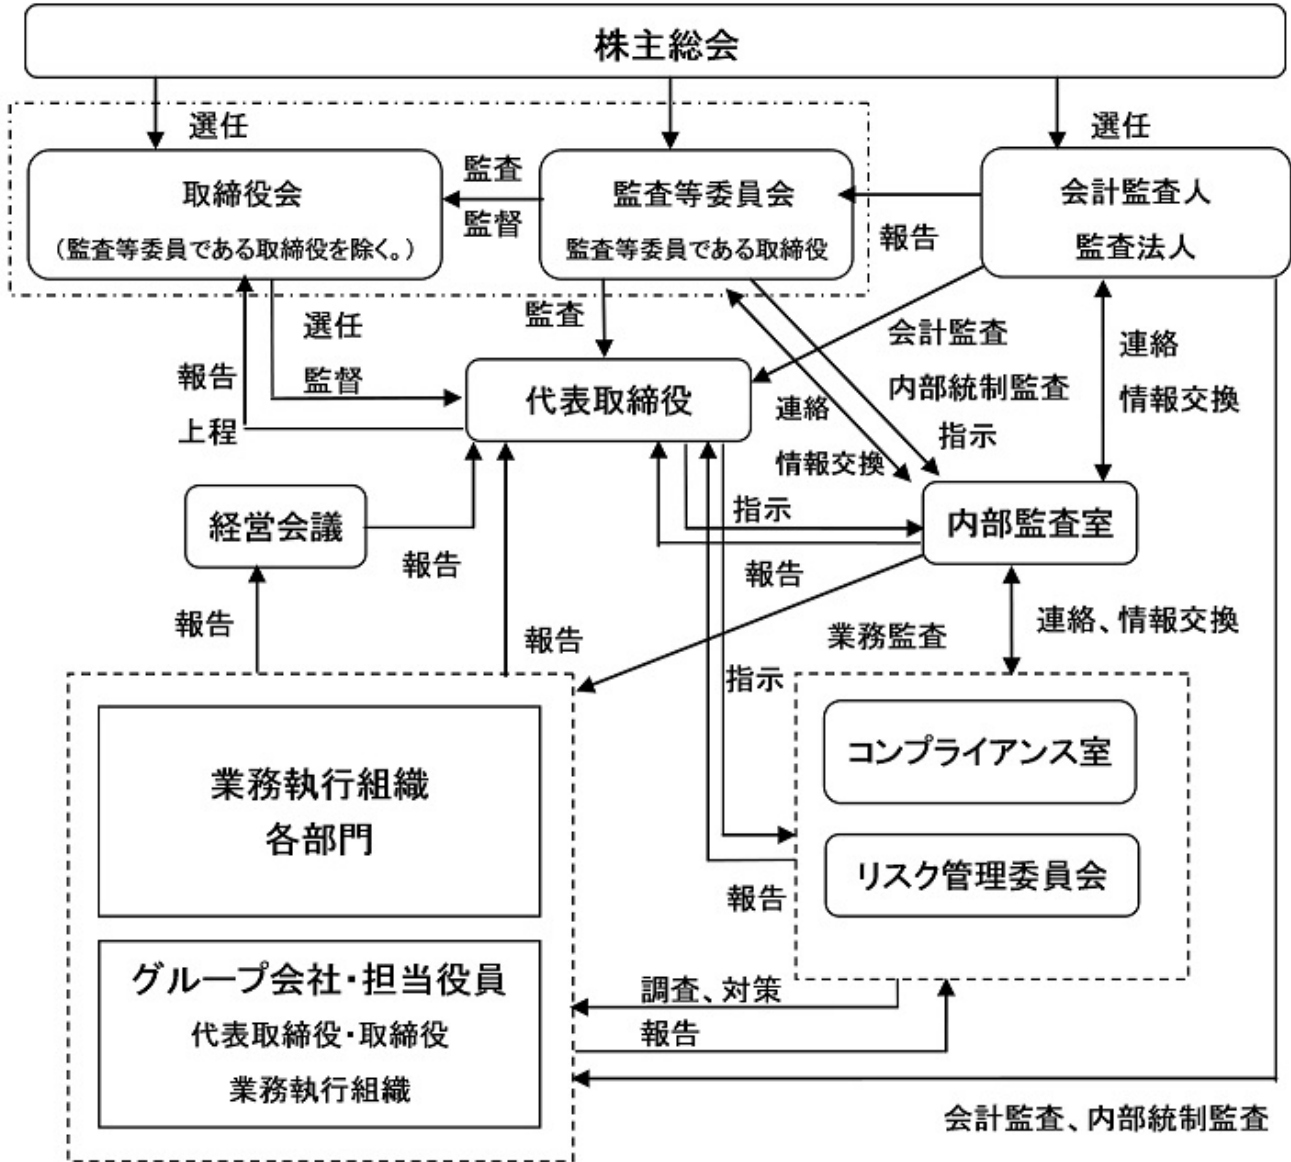 株主総会
選任
選任
取締役会
(監査等委員である取締役を除く。)
監査
監督
監査等委員会
監査等委員である取締役
報告
会計監査人
監査法人
選任
監督
報告
上程
監査
会計監査
内部統制監査
連絡
情報交換
代表取締役
連絡
情報交換
指示
経営会議
報告
指示
報告
内部監査室
報告
報告
業務監査
連絡、情報交換
指示
業務執行組織
各部門
コンプライアンス室
リスク管理委員会
報告
グループ会社・担当役員
代表取締役・取締役
業務執行組織
調査、対策
報告
会計監査、内部統制監査